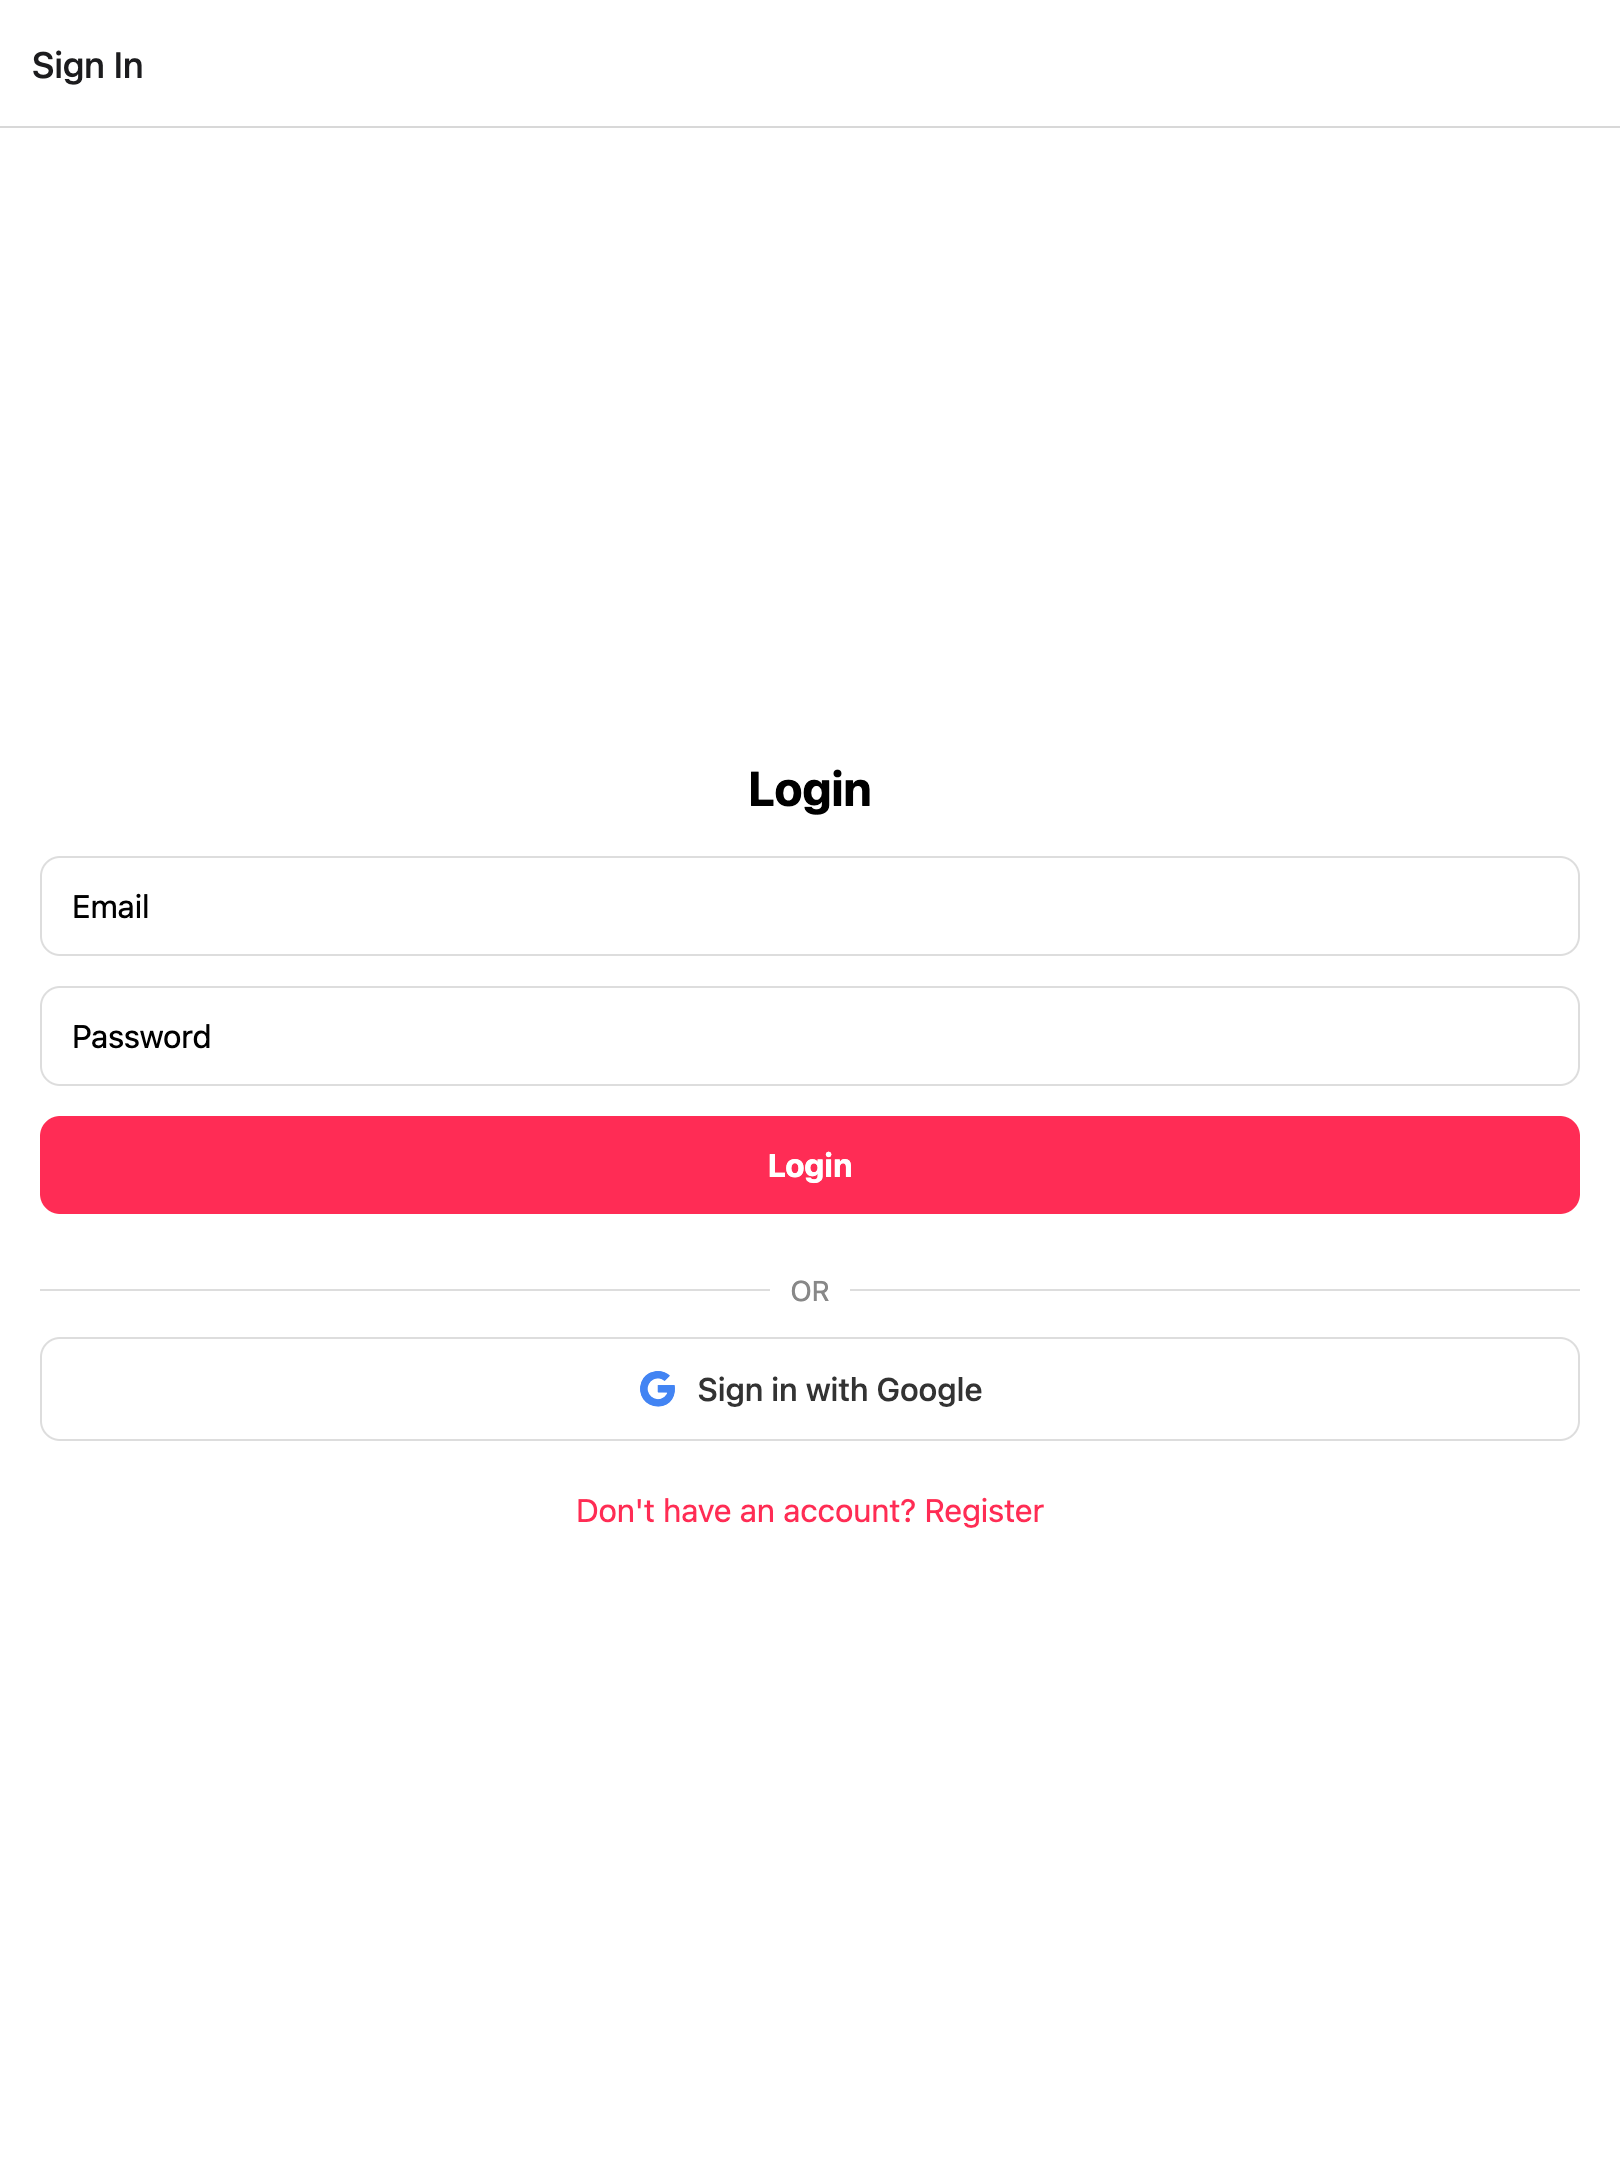 Sign In
Login
Email
Password
Login
OR
Sign in with Google
Don't have an account? Register